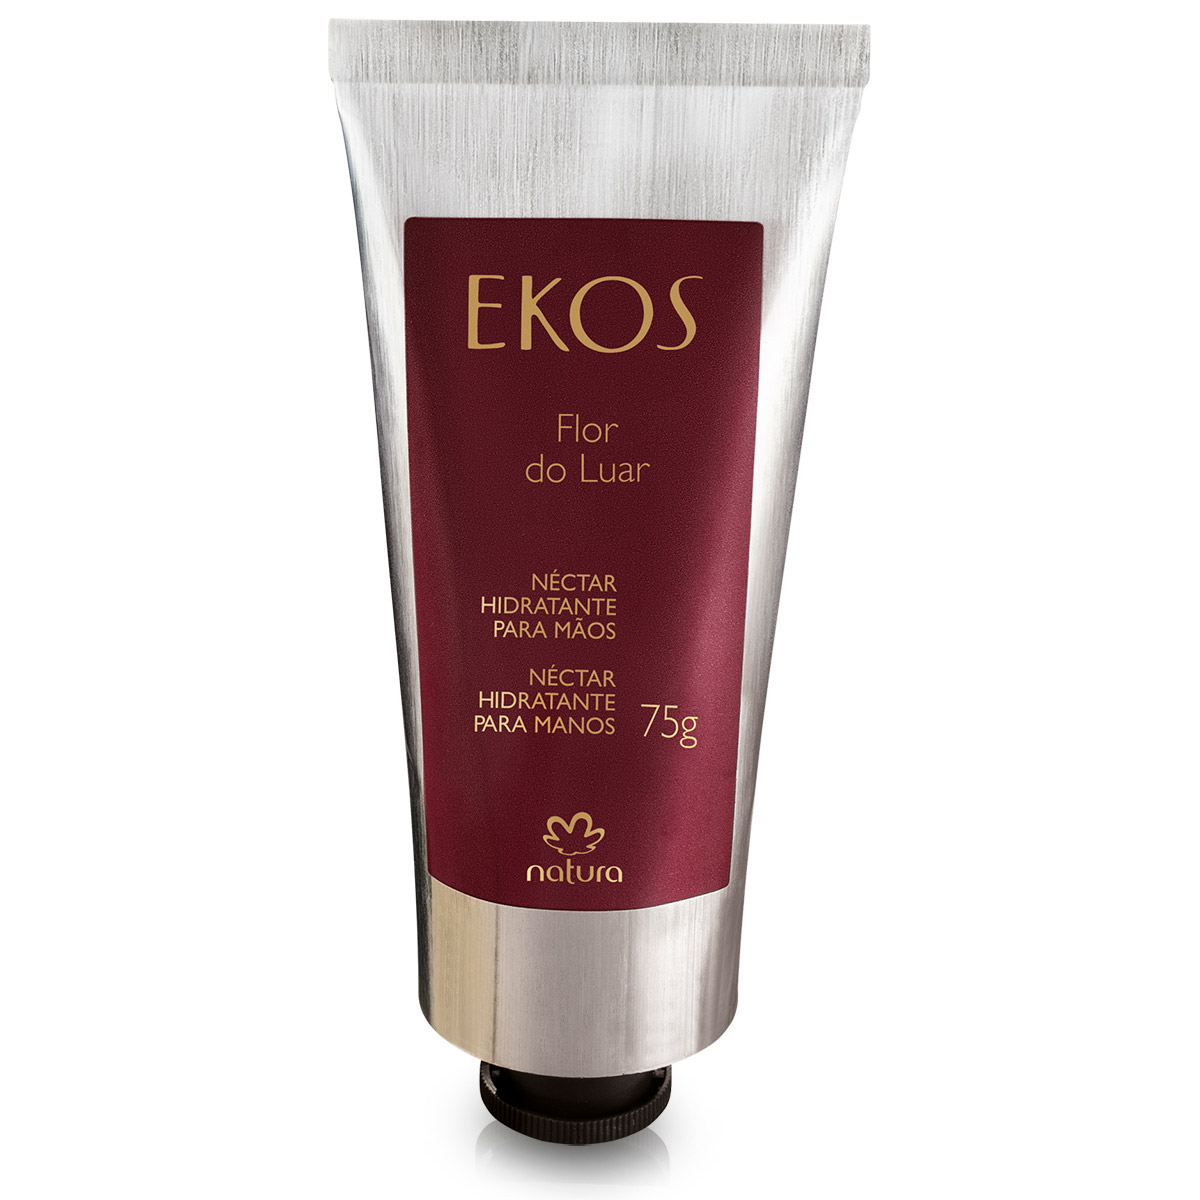 EKOS
Flor
do Luar
NÉCTAR
HIDRATANTE
PARA MÃOS
NÉCTAR
HIDRATANTE
PARA MANOS
75g
natura